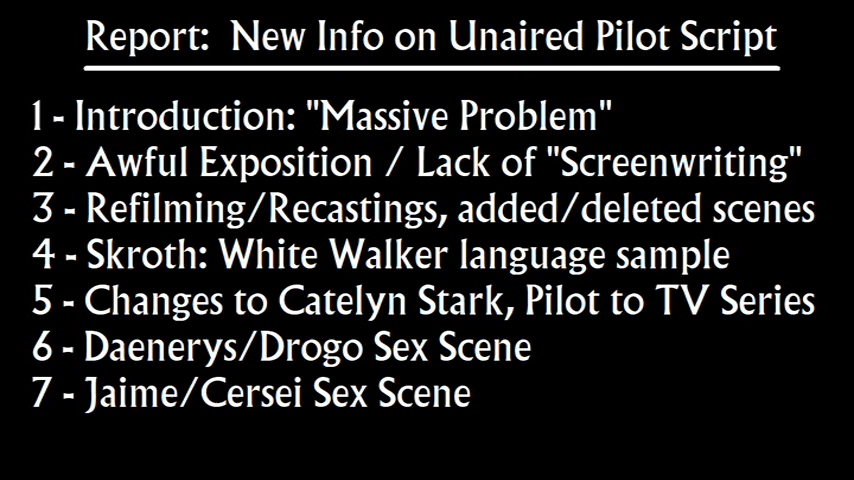 Report: New Info on Unaired Pilot Script
1 - Introduction: "Massive Problem"
2 - Awful Exposition / Lack of "Screenwriting"
3 - Refilming/Recastings, added/deleted scenes
4 - Skroth: White Walker language sample
5 - Changes to Catelyn Stark, Pilot to TV Series
6 - Daenerys/Drogo Sex Scene
7 - Jaime/Cersei Sex Scene